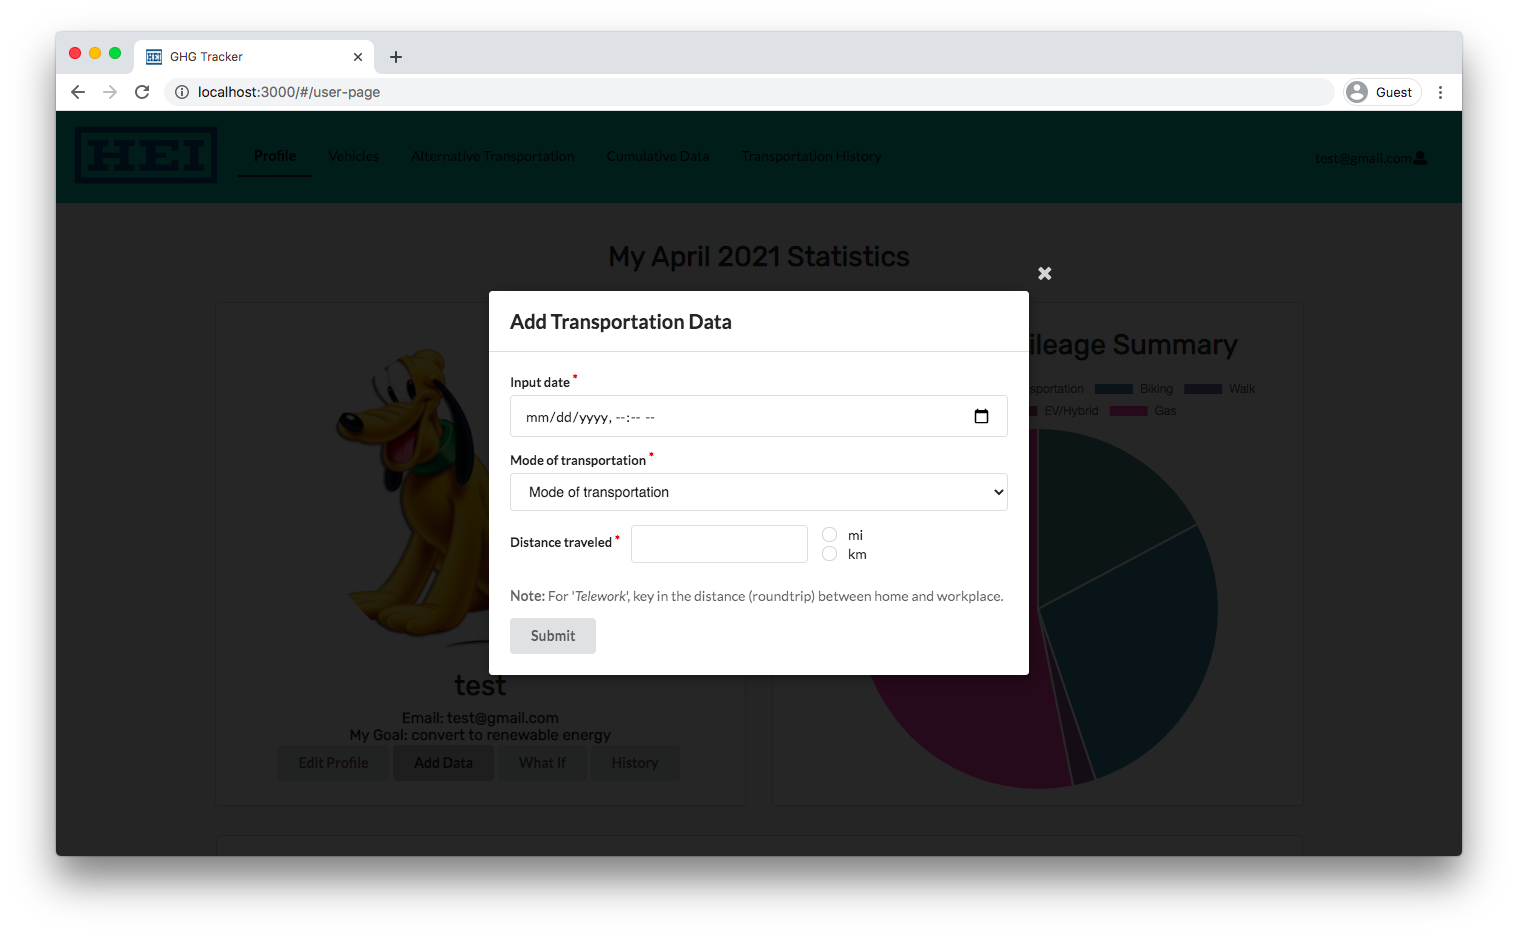 HEI GHG Tracker
localhost:3000/#/user-page
Guest
HEI Profile Vehicles Alternative Transportation Cumulative Data Transportation History test@gmail.com
My April 2021 Statistics
Add Transportation Data
Input date *
mm/dd/yyyy, --:-- --
Mode of transportation *
Mode of transportation
Distance traveled *
mi
km
Note: For 'Telework', key in the distance (roundtrip) between home and workplace.
Submit
test
Email: test@gmail.com
My Goal: convert to renewable energy
Edit Profile Add Data What If History
ileage Summary
sportation Biking Walk
EV/Hybrid Gas